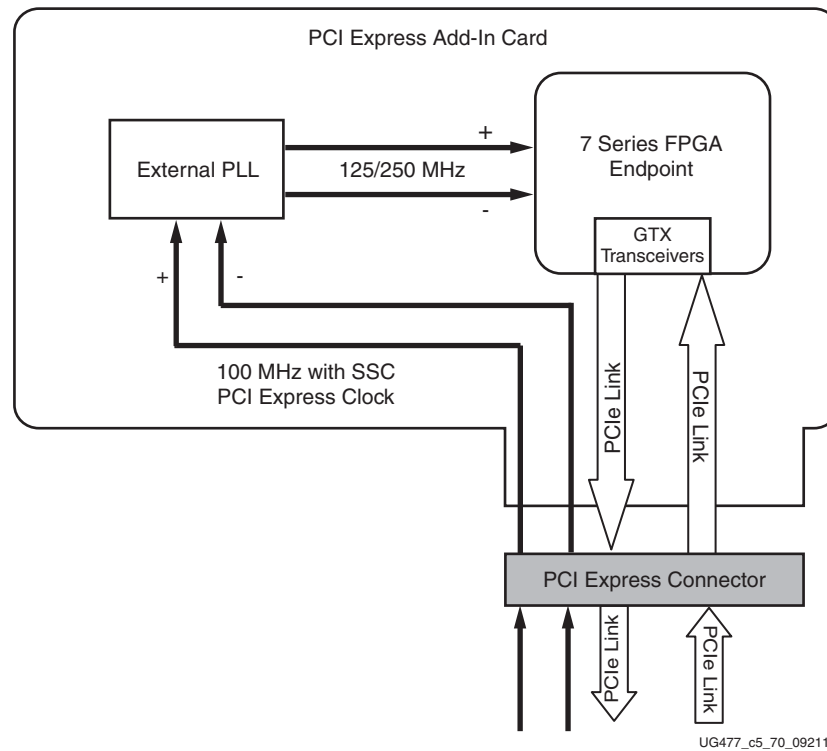 PCI Express Add-In Card
External PLL
+
125/250 MHz
-
7 Series FPGA
Endpoint
GTX
Transceivers
+
-
100 MHz with SSC
PCI Express Clock
PCIe Link
PCIe Link
PCI Express Connector
PCIe Link
PCIe Link
UG477_c5_70_09211